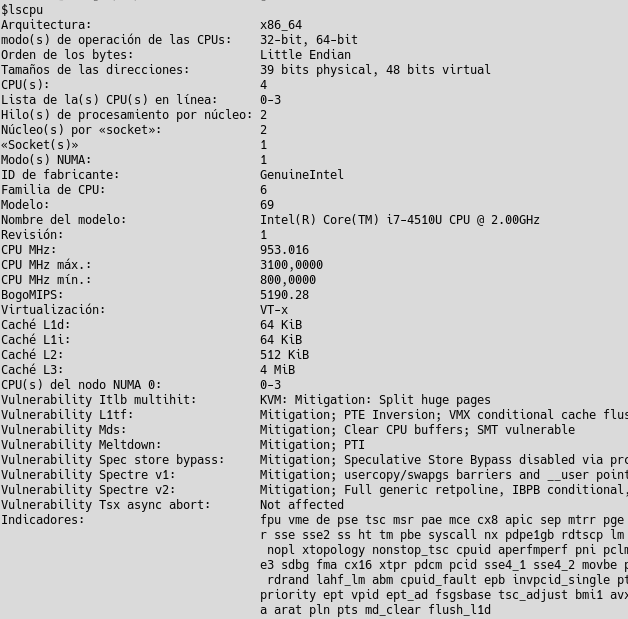 $lscpu
Arquitectura: x86_64
modo(s) de operación de las CPUs: 32-bit, 64-bit
Orden de los bytes: Little Endian
Tamaños de las direcciones: 39 bits physical, 48 bits virtual
CPU(s): 4
Lista de la(s) CPU(s) en línea: 0-3
Hilo(s) de procesamiento por núcleo: 2
Núcleo(s) por «socket»: 2
«Socket(s)» 1
Modo(s) NUMA: 1
ID de fabricante: GenuineIntel
Familia de CPU: 6
Modelo: 69
Nombre del modelo: Intel(R) Core(TM) i7-4510U CPU @ 2.00GHz
Revisión: 1
CPU MHz: 953.016
CPU MHz máx.: 3100,0000
CPU MHz mín.: 800,0000
BogoMIPS: 5190.28
Virtualización: VT-x
Caché L1d: 64 KiB
Caché L1i: 64 KiB
Caché L2: 512 KiB
Caché L3: 4 MiB
CPU(s) del nodo NUMA 0: 0-3
Vulnerability Itlb multihit: KVM: Mitigation: Split huge pages
Vulnerability L1tf: Mitigation; PTE Inversion; VMX conditional cache flus
Vulnerability Mds: Mitigation; Clear CPU buffers; SMT vulnerable
Vulnerability Meltdown: Mitigation; PTI
Vulnerability Spec store bypass: Mitigation; Speculative Store Bypass disabled via prc
Vulnerability Spectre v1: Mitigation; usercopy/swapgs barriers and __user point
Vulnerability Spectre v2: Mitigation; Full generic retpoline, IBPB conditional,
Vulnerability Tsx async abort: Not affected
Indicadores: fpu vme de pse tsc msr pae mce cx8 apic sep mtrr pge
r sse sse2 ss ht tm pbe syscall nx pdpe1gb rdtscp lm
nopl xtopology nonstop_tsc cpuid aperfmperf pni pclm
e3 sdbg fma cx16 xtpr pdcm pcid sse4_1 sse4_2 movbe p
rdrand lahf_lm abm cpuid_fault epb invpcid_single pt
priority ept vpid ept_ad fsgsbase tsc_adjust bmi1 avx
a arat pln pts md_clear flush_l1d